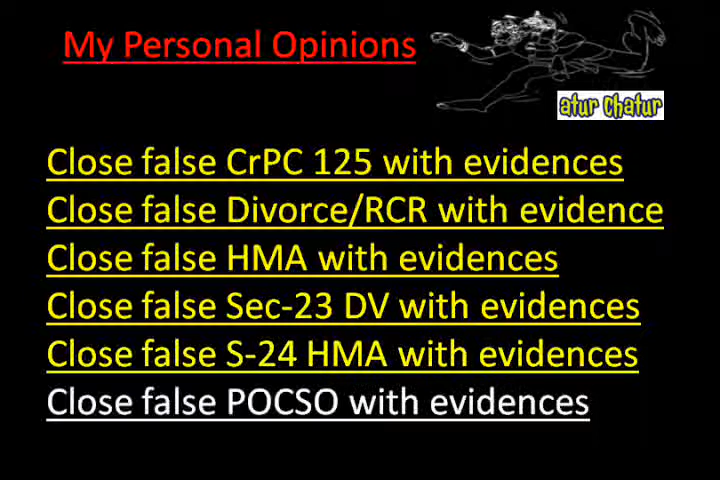 My Personal Opinions
atur Chatur
Close false CrPC 125 with evidences
Close false Divorce/RCR with evidence
Close false HMA with evidences
Close false Sec-23 DV with evidences
Close false S-24 HMA with evidences
Close false POCSO with evidences